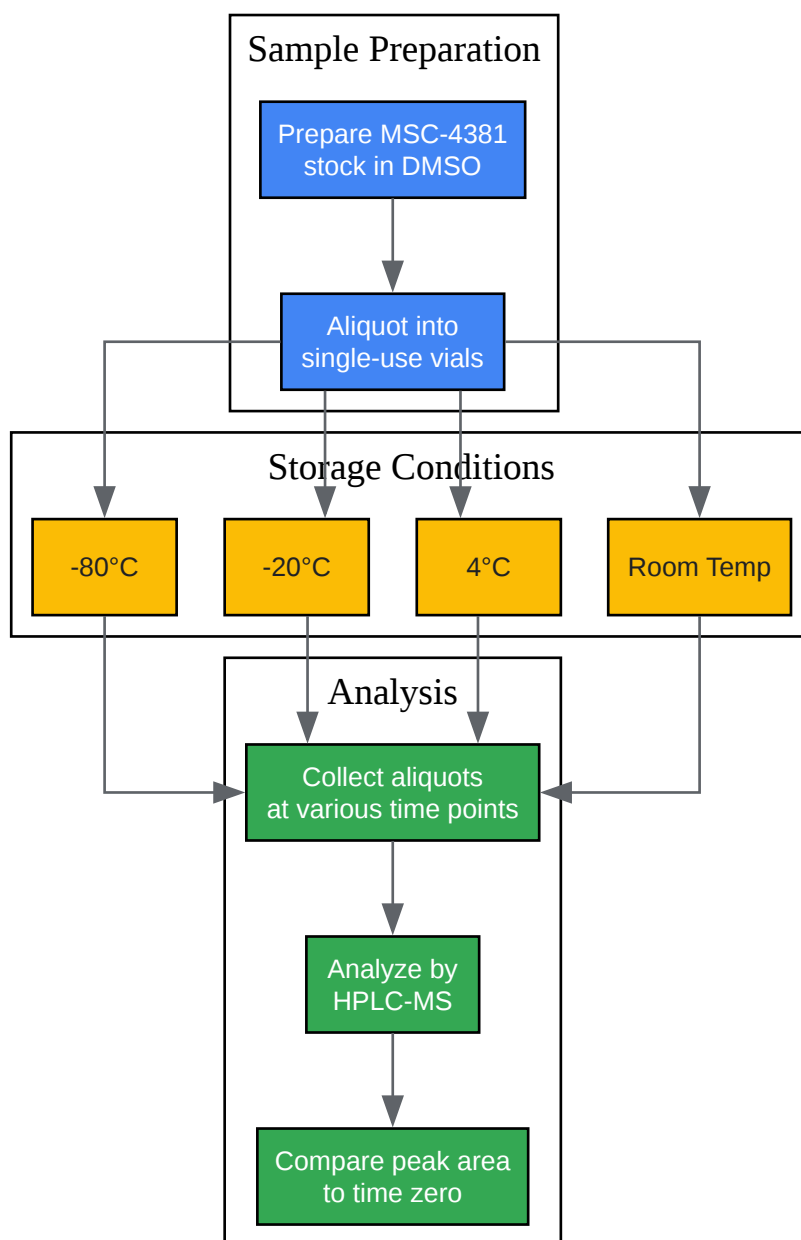 Sample Preparation
Prepare MSC-4381
stock in DMSO
Aliquot into
single-use vials
Storage Conditions
-80°C
-20°C
4°C
Room Temp
Analysis
Collect aliquots
at various time points
Analyze by
HPLC-MS
Compare peak area
to time zero